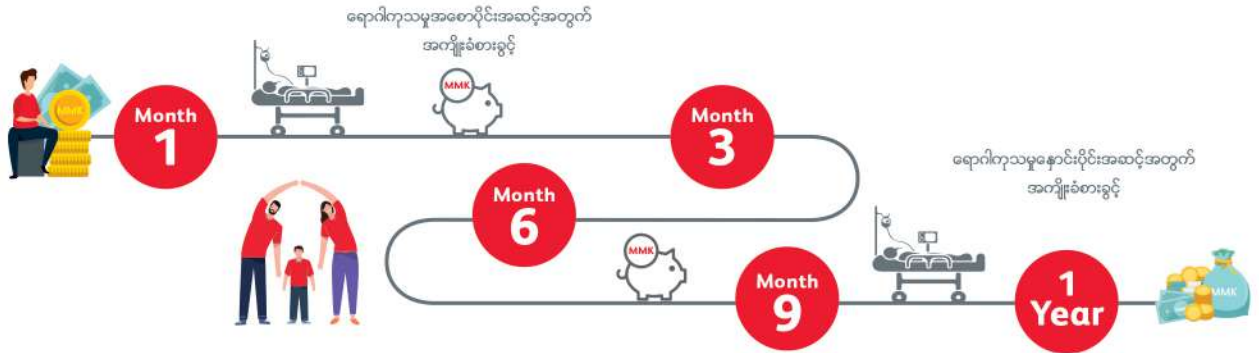 ရောဂါကုသမှုအစောပိုင်းအဆင့်အတွက်
အကျိုးခံစားခွင့်
MMK
Month
1
MMK
Month
3
ရောဂါကုသမှုနှောင်းပိုင်းအဆင့်အတွက်
အကျိုးခံစားခွင့်
Month
6
MMK
Month
9
1
Year
MMK